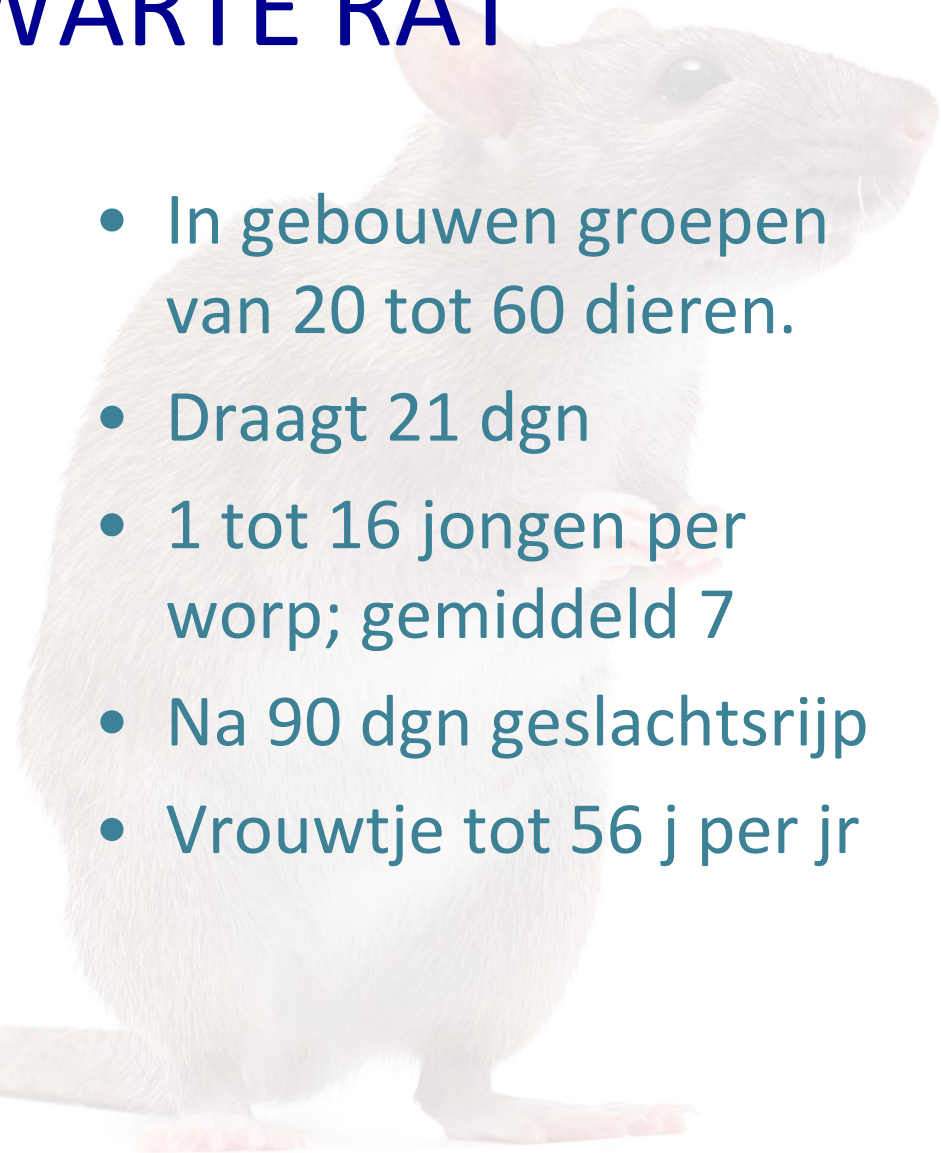 WARTE RAT
• In gebouwen groepen
van 20 tot 60 dieren.
• Draagt 21 dgn
• 1 tot 16 jongen per
worp; gemiddeld 7
• Na 90 dgn geslachtsrijp
• Vrouwtje tot 56 j per jr